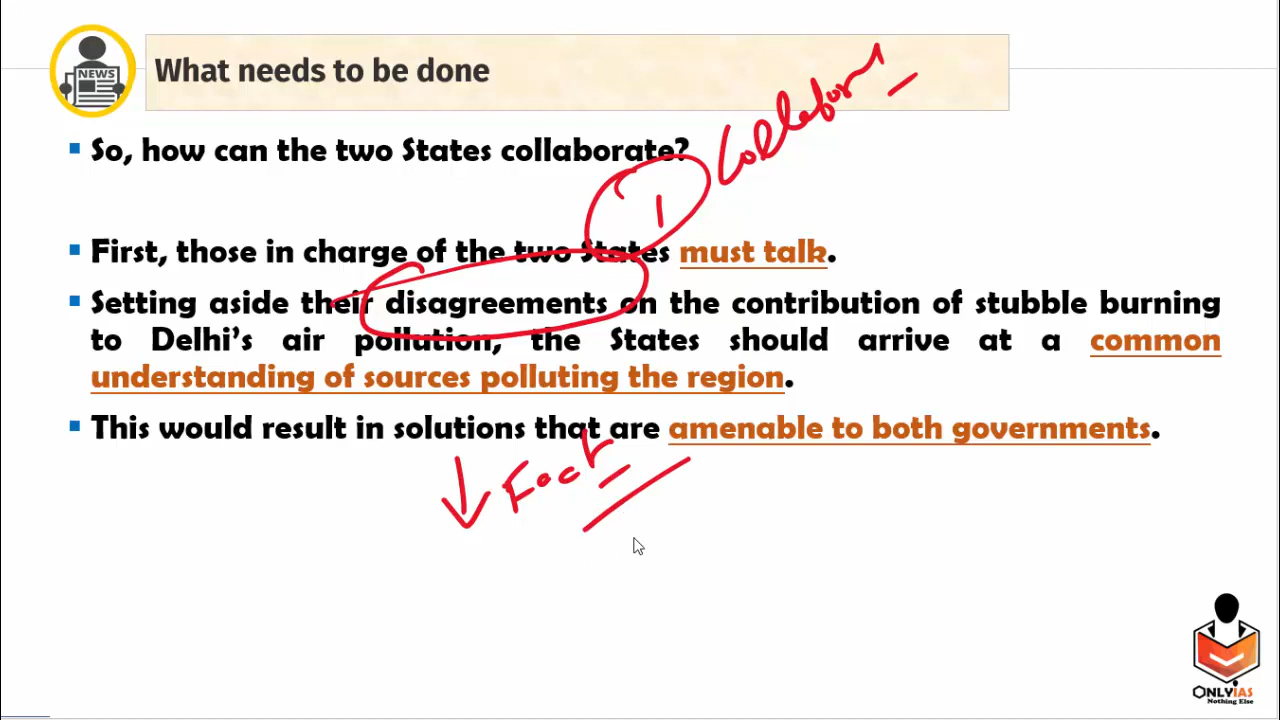 NEWS
What needs to be done
So, how can the two States collaborate?
1
First, those in charge of the two States must talk.
Setting aside their disagreements on the contribution of stubble burning
to Delhi's air pollution, the States should arrive at a common
understanding of sources polluting the region.
This would result in solutions that are amenable to both governments.
Fact
ONLYIAS
Nothing Else